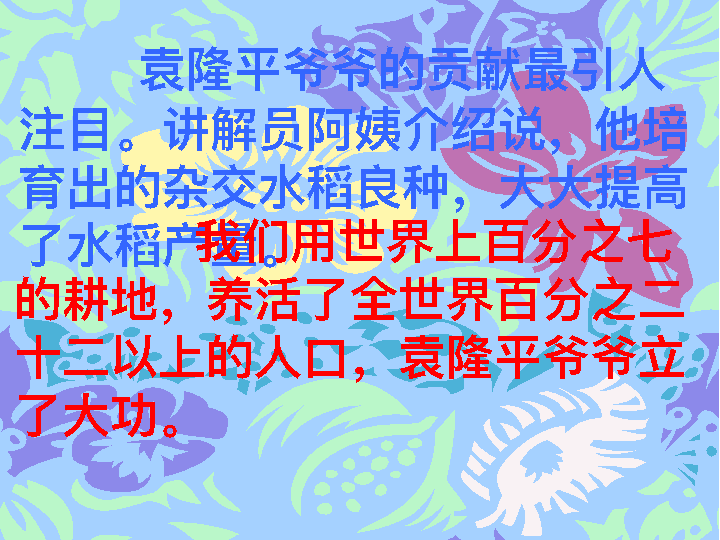 袁隆平爷爷的贡献最引人
注目。讲解员阿姨介绍说，他培
育出的杂交水稻良种，大大提高
了水稻产量。
我们用世界上百分之七
的耕地，养活了全世界百分之二
十二以上的人口，袁隆平爷爷立
了大功。